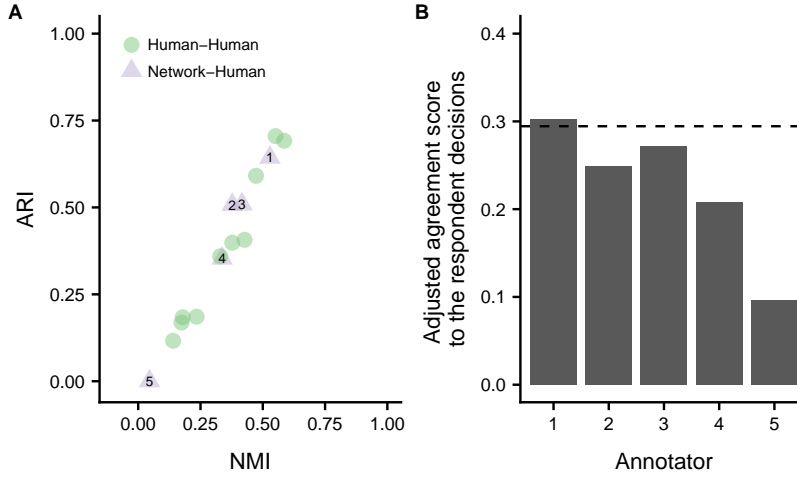 A
1.00
0.75
0.50
0.25
0.00
ARI
Human−Human
Network−Human
1
2
3
4
5
0.00
0.25
0.50
0.75
1.00
NMI
B
0.4
0.3
0.2
0.1
0.0
Adjusted agreement score
to the respondent decisions
1
2
3
4
5
Annotator